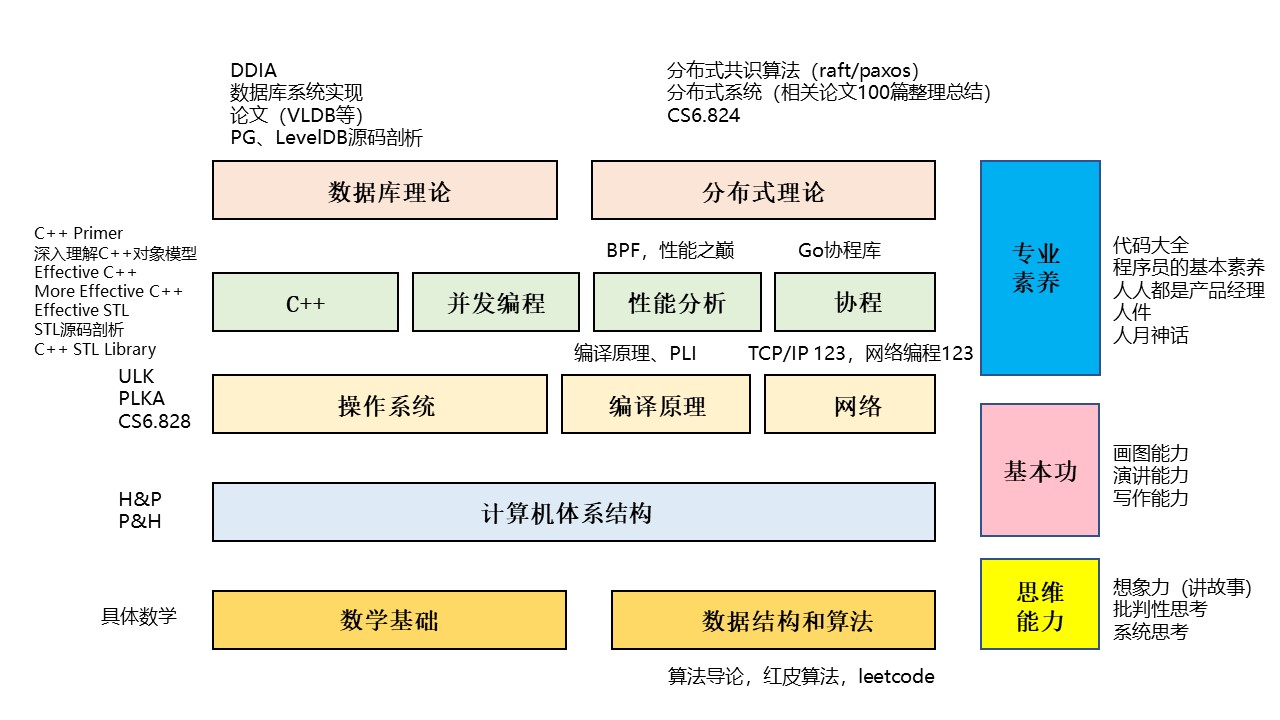 DDIA
数据库系统实现
论文（VLDB等）
PG、LevelDB源码剖析
分布式共识算法（raft/paxos）
分布式系统（相关论文100篇整理总结）
CS6.824
数据库理论
分布式理论
C++ Primer
深入理解C++对象模型
Effective C++
More Effective C++
Effective STL
STL源码剖析
C++ STL Library
BPF，性能之巅
Go协程库
C++
并发编程
性能分析
协程
专业
素养
代码大全
程序员的基本素养
人人都是产品经理
人件
人月神话
编译原理、PLI
TCP/IP 123，网络编程123
ULK
PLKA
CS6.828
操作系统
编译原理
网络
基本功
画图能力
演讲能力
写作能力
H&P
P&H
计算机体系结构
具体数学
数学基础
数据结构和算法
思维
能力
想象力（讲故事）
批判性思考
系统思考
算法导论，红皮算法，leetcode